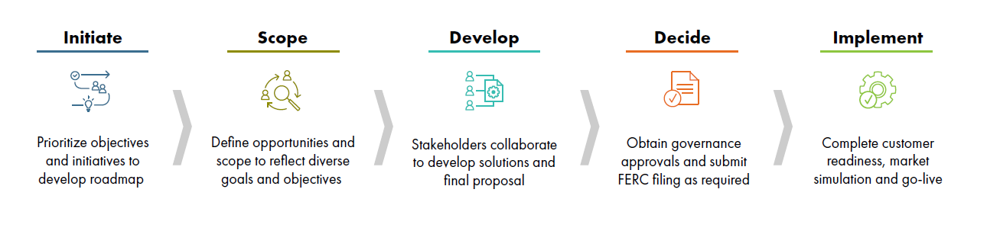 Initiate
Prioritize objectives
and initiatives to
develop roadmap
Scope
Define opportunities and
scope to reflect diverse
goals and objectives
Develop
Stakeholders collaborate
to develop solutions and
final proposal
Decide
Obtain governance
approvals and submit
FERC filing as required
Implement
Complete customer
readiness, market
simulation and go-live